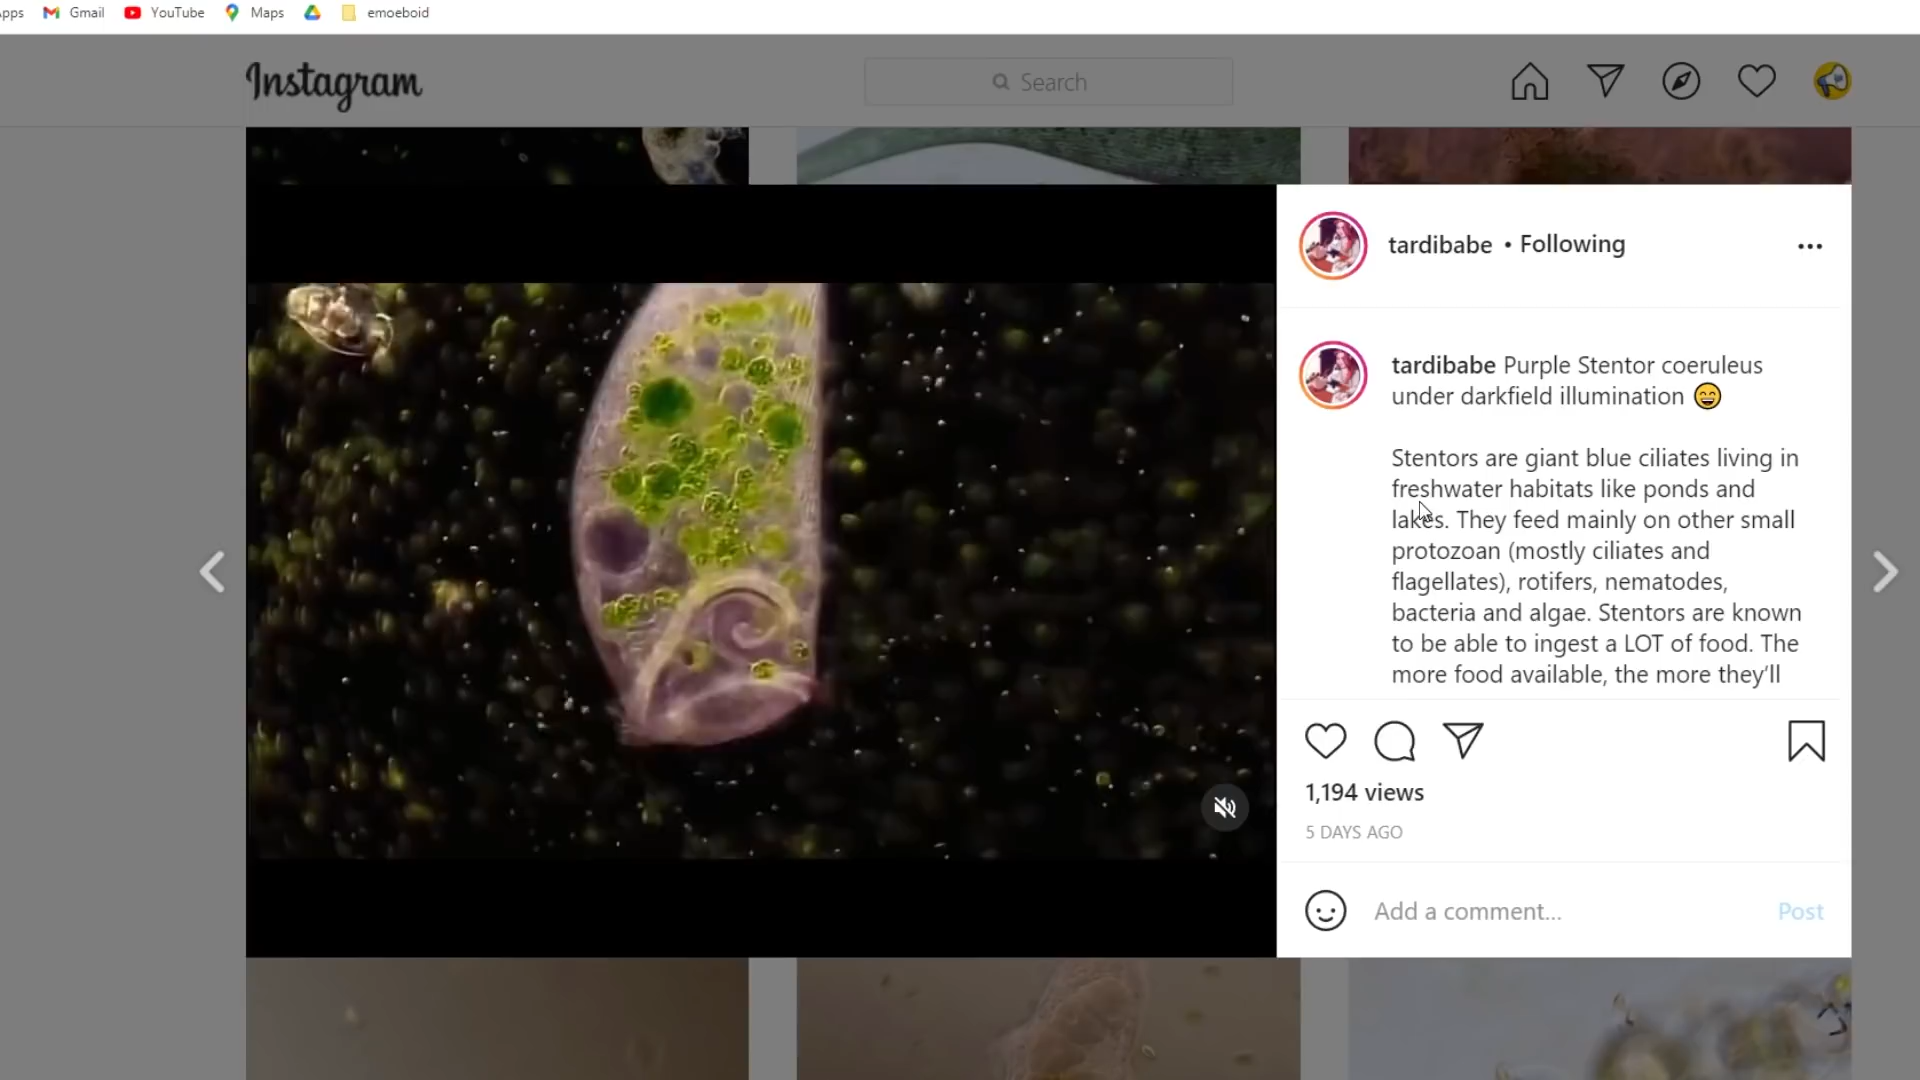 Gmail
YouTube
Maps
emoeboid
Instagram
Search
tardibabe • Following
tardibabe Purple Stentor coeruleus
under darkfield illumination 😄
Stentors are giant blue ciliates living in
freshwater habitats like ponds and
lakes. They feed mainly on other small
protozoan (mostly ciliates and
flagellates), rotifers, nematodes,
bacteria and algae. Stentors are known
to be able to ingest a LOT of food. The
more food available, the more they’ll
1,194 views
5 DAYS AGO
Add a comment...
Post